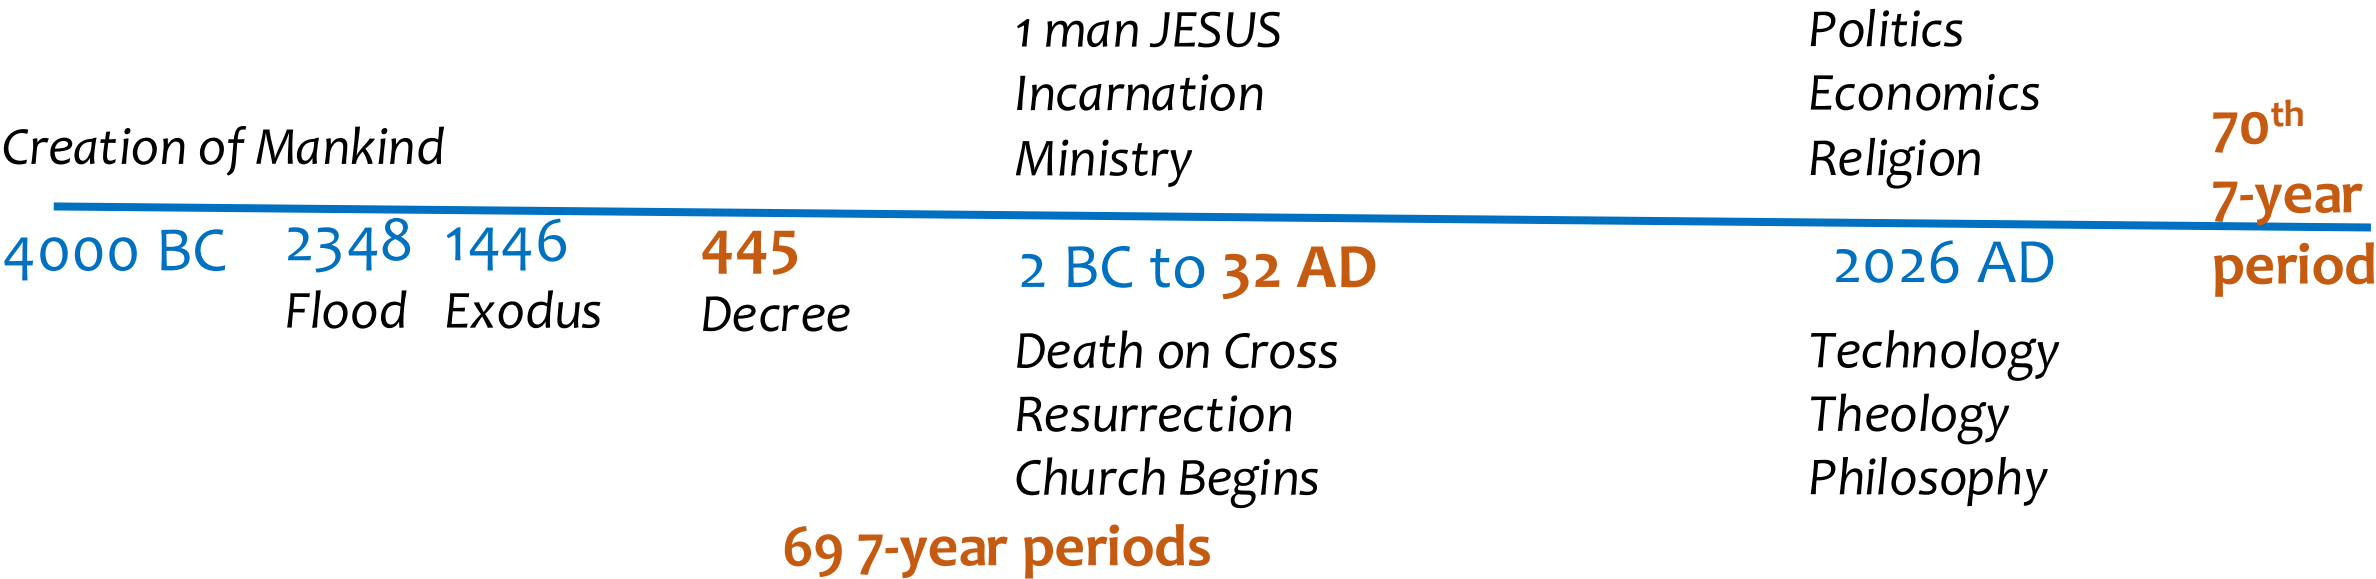 Creation of Mankind
4000 BC
2348
Flood
1446
Exodus
445
Decree
1 man JESUS
Incarnation
Ministry
2 BC to 32 AD
Death on Cross
Resurrection
Church Begins
69 7-year periods
Politics
Economics
Religion
2026 AD
Technology
Theology
Philosophy
70th
7-year
period